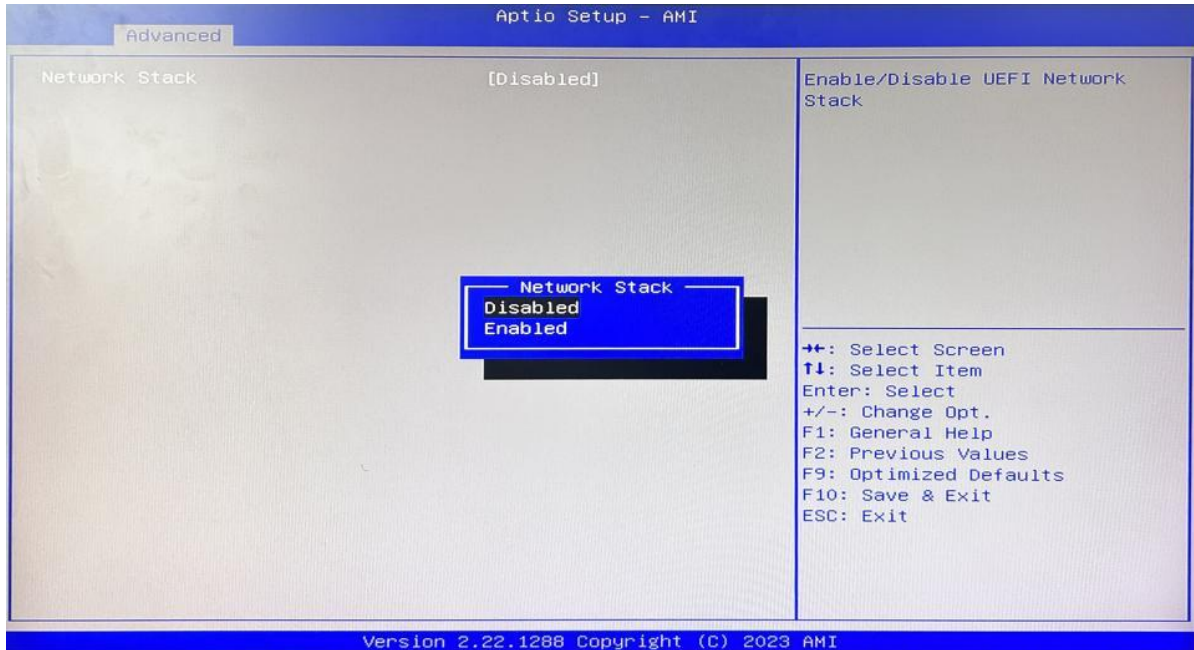 Aptio Setup – AMI
Advanced
Network Stack [Disabled]
Enable/Disable UEFI Network
Stack
Network Stack
Disabled
Enabled
→←: Select Screen
↑↓: Select Item
Enter: Select
+/-: Change Opt.
F1: General Help
F2: Previous Values
F9: Optimized Defaults
F10: Save & Exit
ESC: Exit
Version 2.22.1288 Copyright (C) 2023 AMI